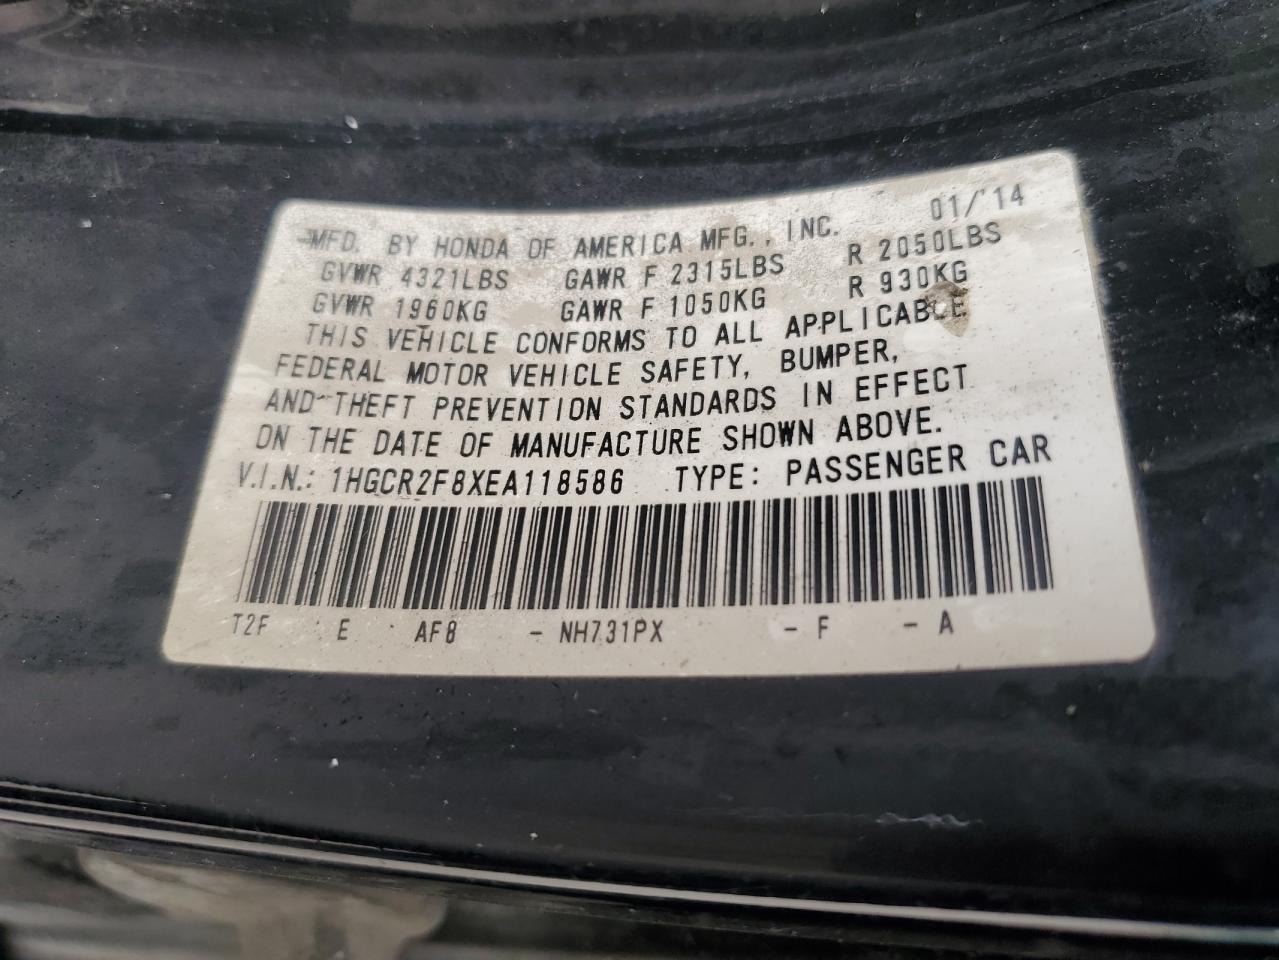 MFD. BY HONDA OF AMERICA MFG., INC. 01/'14
GVWR 4321LBS GAWR F 2315LBS R 2050LBS
GVWR 1960KG GAWR F 1050KG R 930KG
THIS VEHICLE CONFORMS TO ALL APPLICABLE
FEDERAL MOTOR VEHICLE SAFETY, BUMPER,
AND THEFT PREVENTION STANDARDS IN EFFECT
ON THE DATE OF MANUFACTURE SHOWN ABOVE.
V.I.N.: 1HGCR2F8XEA118586 TYPE: PASSENGER CAR
T2F E AF8 - NH731PX - F - A